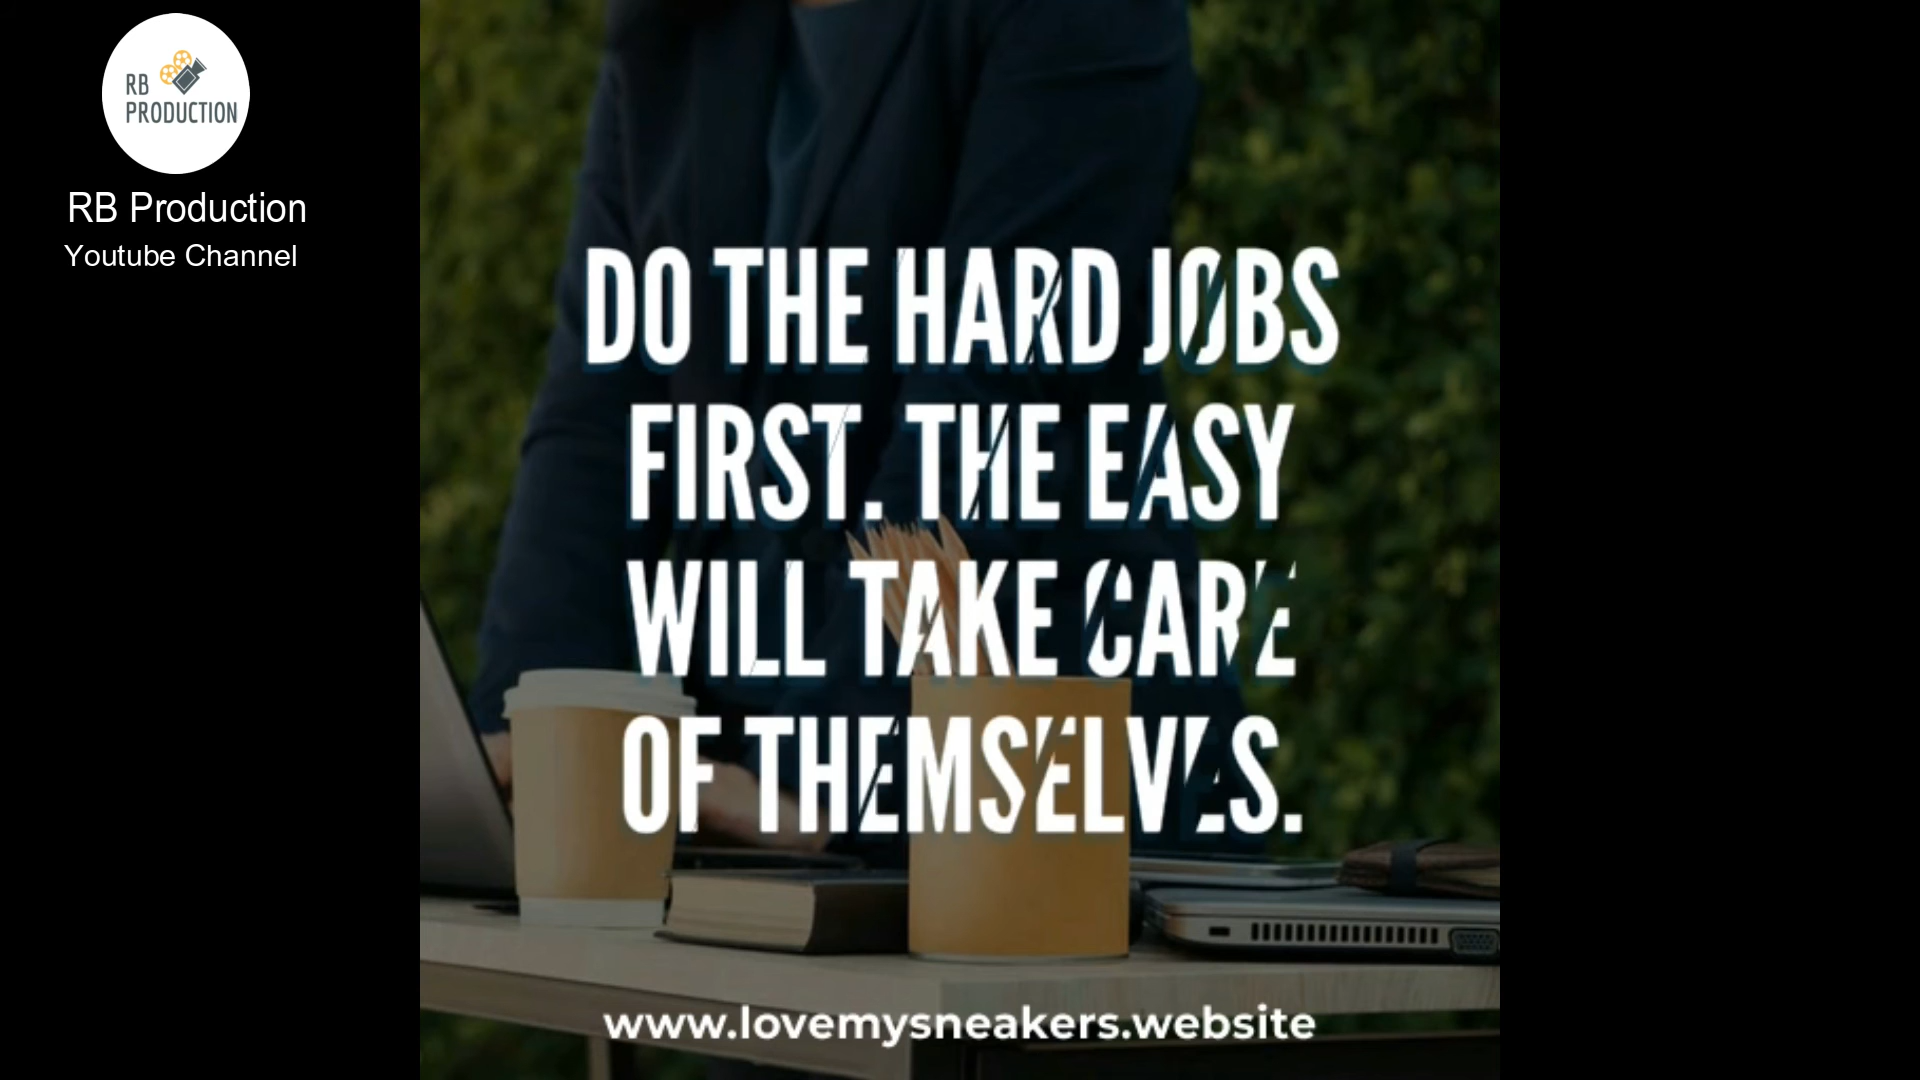 RB
PRODUCTION
RB Production
Youtube Channel
DO THE HARD JOBS
FIRST. THE EASY
WILL TAKE CARE
OF THEMSELVES.
www.lovemysneakers.website